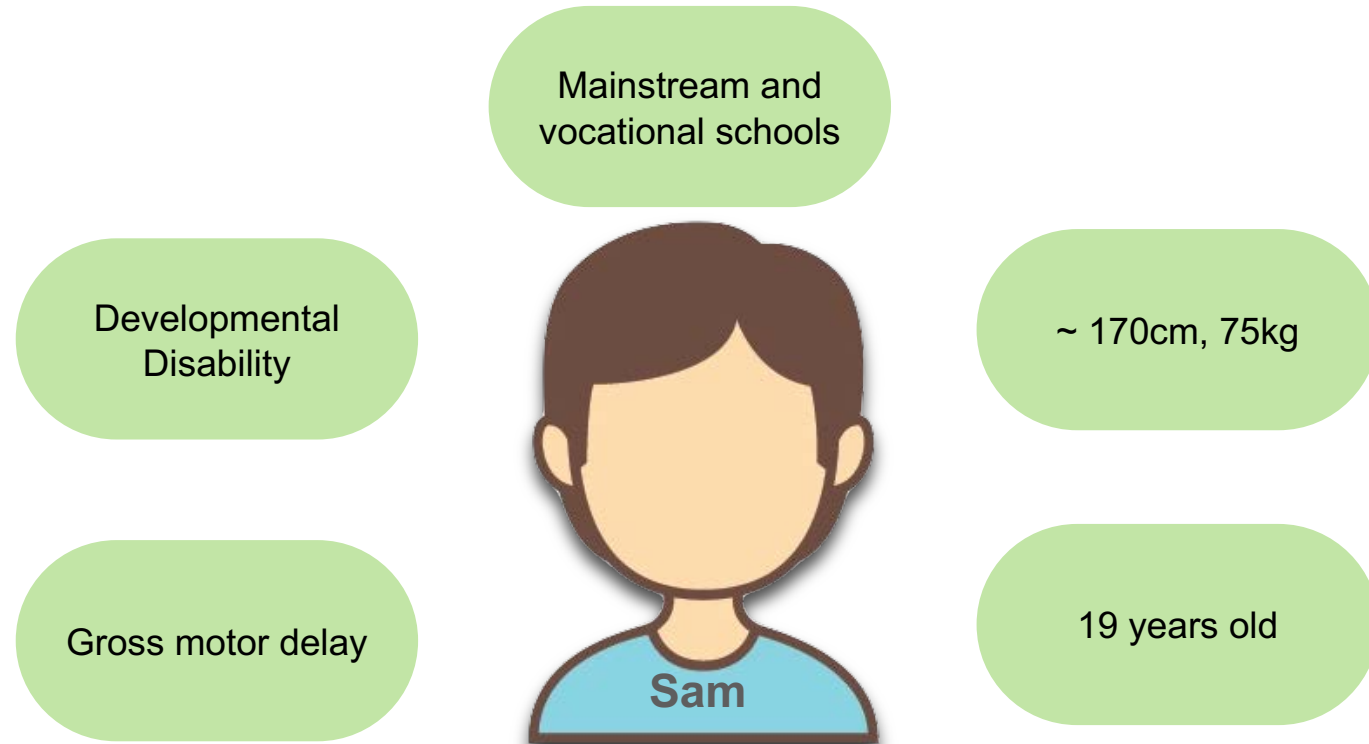 Mainstream and
vocational schools
Developmental
Disability
~ 170cm, 75kg
Gross motor delay
19 years old
Sam